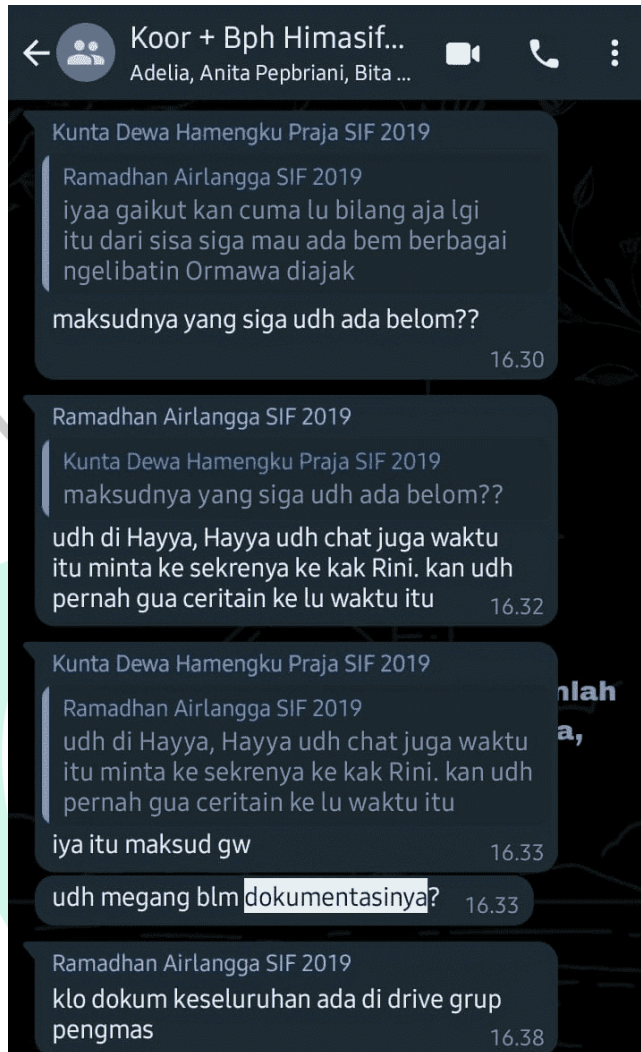 Koor + Bph Himasif...
Adelia, Anita Pepbriani, Bita ...
Kunta Dewa Hamengku Praja SIF 2019
Ramadhan Airlangga SIF 2019
iyaa gaikut kan cuma lu bilang aja lgi
itu dari sisa siga mau ada bem berbagai
ngelibatin Ormawa diajak
maksudnya yang siga udh ada belom??
16.30
Ramadhan Airlangga SIF 2019
Kunta Dewa Hamengku Praja SIF 2019
maksudnya yang siga udh ada belom??
udh di Hayya, Hayya udh chat juga waktu
itu minta ke sekrenya ke kak Rini. kan udh
pernah gua ceritain ke lu waktu itu
16.32
Kunta Dewa Hamengku Praja SIF 2019
Ramadhan Airlangga SIF 2019
udh di Hayya, Hayya udh chat juga waktu
itu minta ke sekrenya ke kak Rini. kan udh
pernah gua ceritain ke lu waktu itu
nlah
a,
iya itu maksud gw
16.33
udh megang blm dokumentasinya?
16.33
Ramadhan Airlangga SIF 2019
klo dokum keseluruhan ada di drive grup
pengmas
16.38